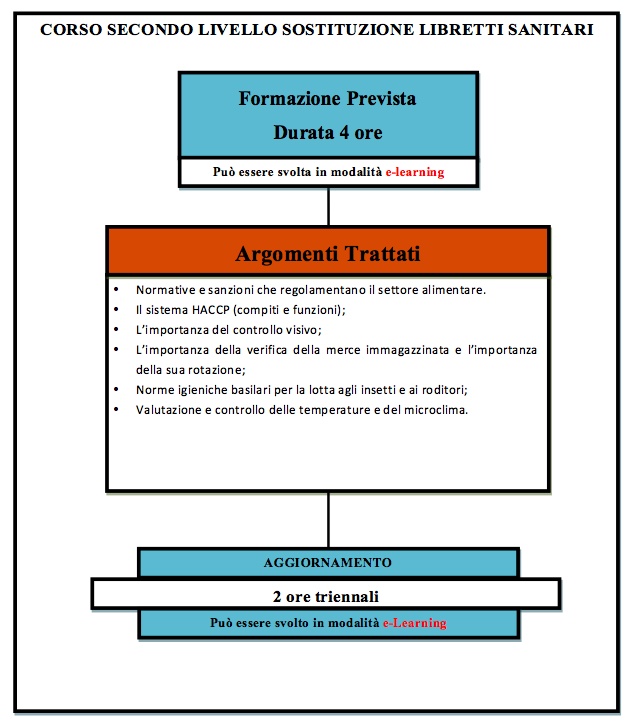 CORSO SECONDO LIVELLO SOSTITUZIONE LIBRETTI SANITARI
Formazione Prevista
Durata 4 ore
Può essere svolta in modalità e-learning
Argomenti Trattati
• Normative e sanzioni che regolamentano il settore alimentare.
• Il sistema HACCP (compiti e funzioni);
• L’importanza del controllo visivo;
• L’importanza della verifica della merce immagazzinata e l’importanza
della sua rotazione;
• Norme igieniche basilari per la lotta agli insetti e ai roditori;
• Valutazione e controllo delle temperature e del microclima.
AGGIORNAMENTO
2 ore triennali
Può essere svolto in modalità e-Learning